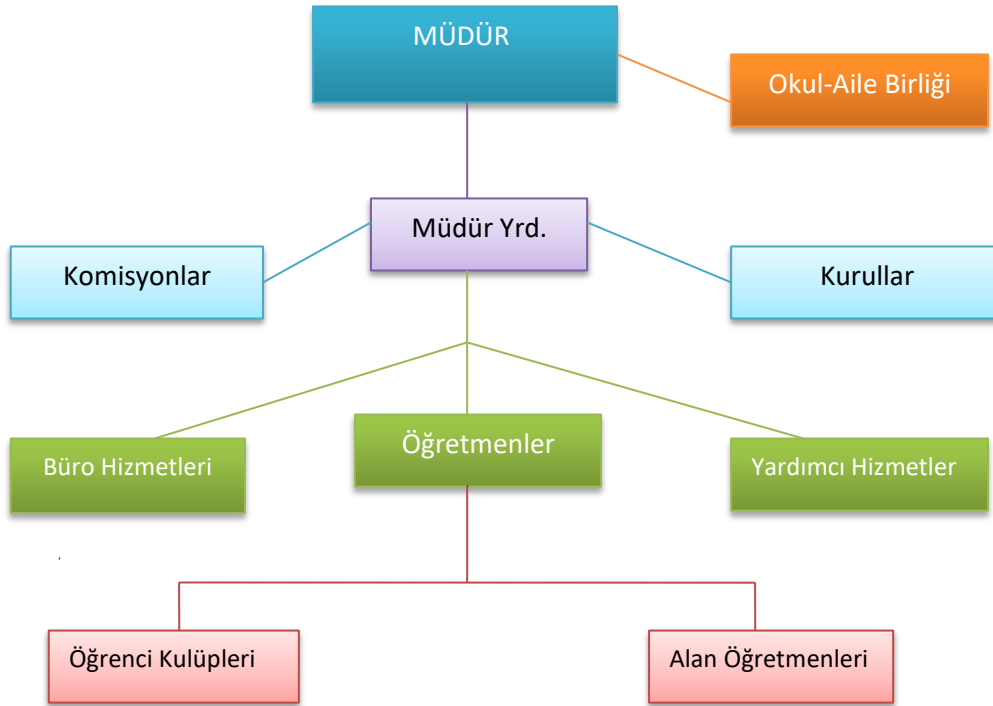 MÜDÜR
Okul-Aile Birliği
Müdür Yrd.
Komisyonlar
Kurullar
Büro Hizmetleri
Öğretmenler
Yardımcı Hizmetler
.
Öğrenci Kulüpleri
Alan Öğretmenleri